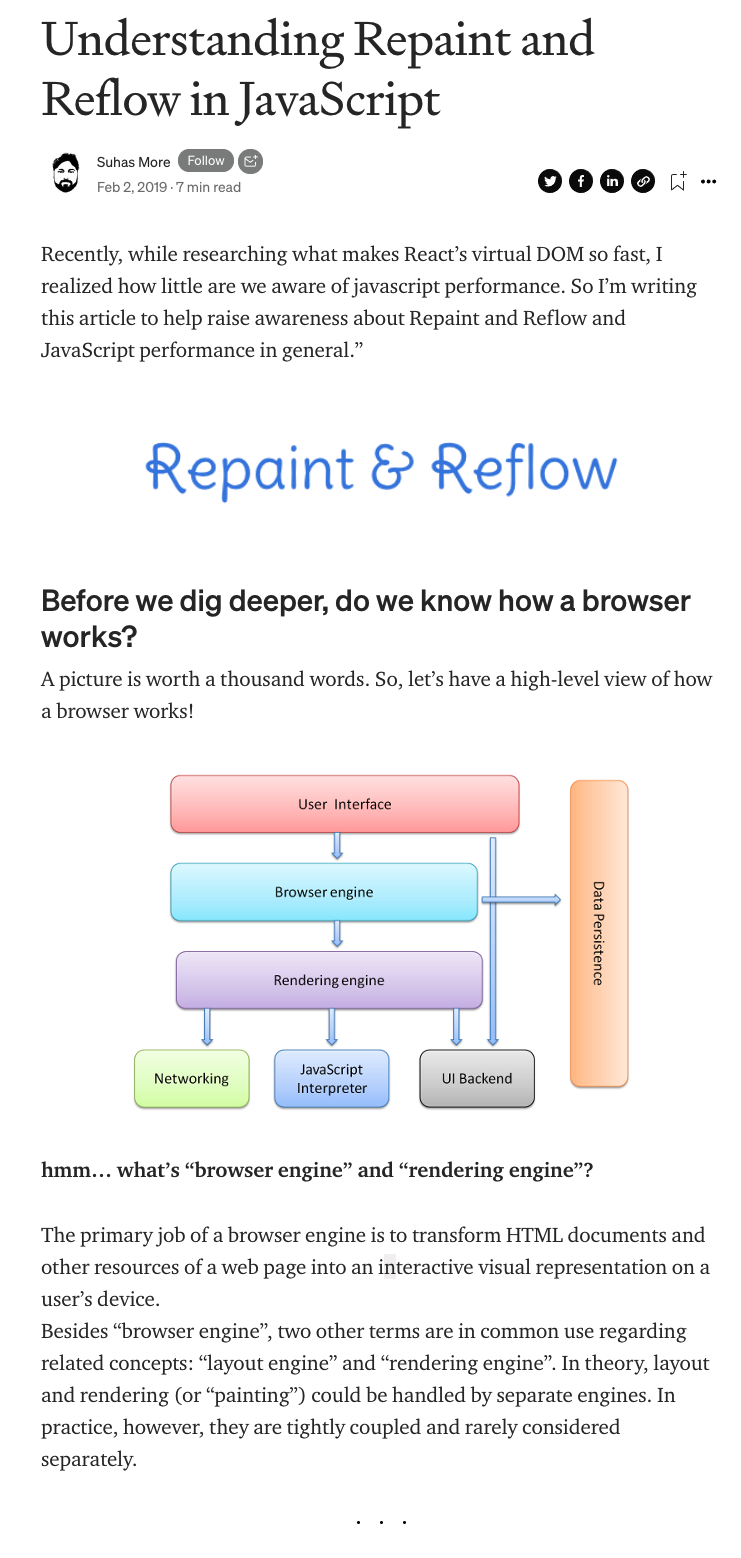 Understanding Repaint and
Reflow in JavaScript
Suhas More Follow
Feb 2, 2019 · 7 min read
Recently, while researching what makes React’s virtual DOM so fast, I
realized how little are we aware of javascript performance. So I’m writing
this article to help raise awareness about Repaint and Reflow and
JavaScript performance in general.”
Repaint & Reflow
Before we dig deeper, do we know how a browser
works?
A picture is worth a thousand words. So, let’s have a high-level view of how
a browser works!
User Interface
Browser engine
Data Persistence
Rendering engine
Networking
JavaScript
Interpreter
UI Backend
hmm… what’s “browser engine” and “rendering engine”?
The primary job of a browser engine is to transform HTML documents and
other resources of a web page into an interactive visual representation on a
user’s device.
Besides “browser engine”, two other terms are in common use regarding
related concepts: “layout engine” and “rendering engine”. In theory, layout
and rendering (or “painting”) could be handled by separate engines. In
practice, however, they are tightly coupled and rarely considered
separately.
. . .